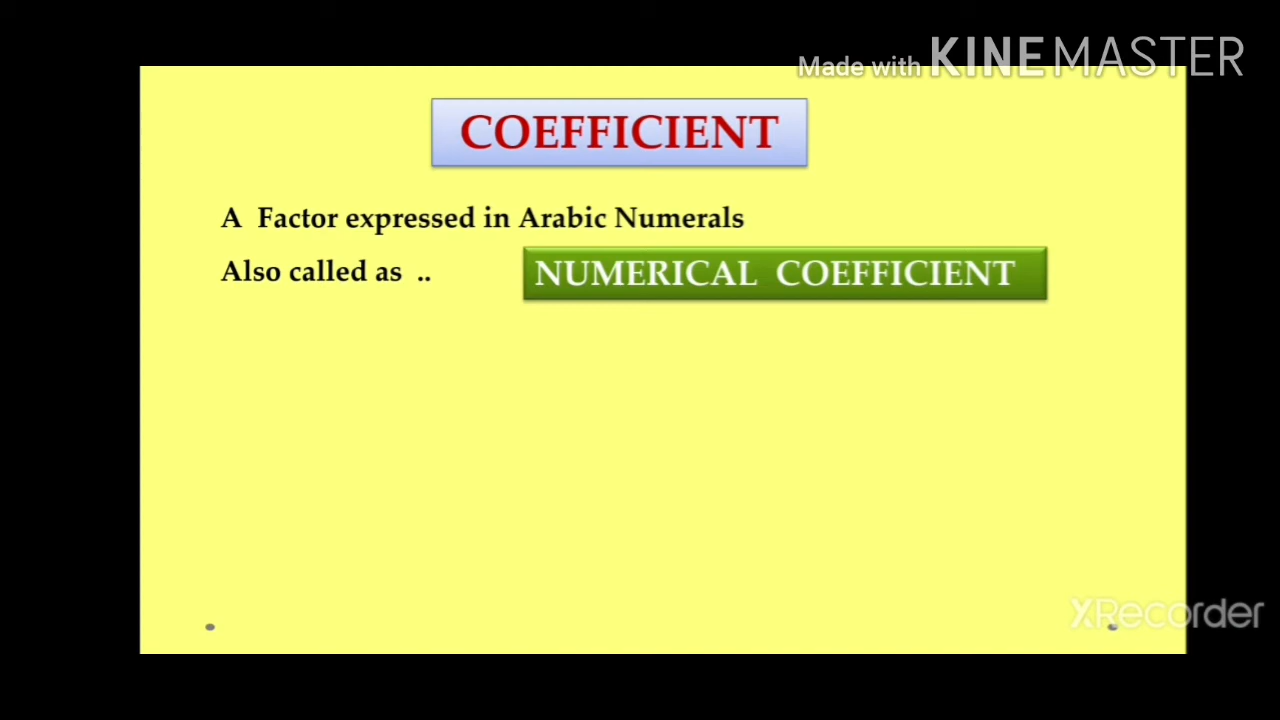 Made with KINEMASTER
COEFFICIENT
A Factor expressed in Arabic Numerals
Also called as .. NUMERICAL COEFFICIENT
XRecorder